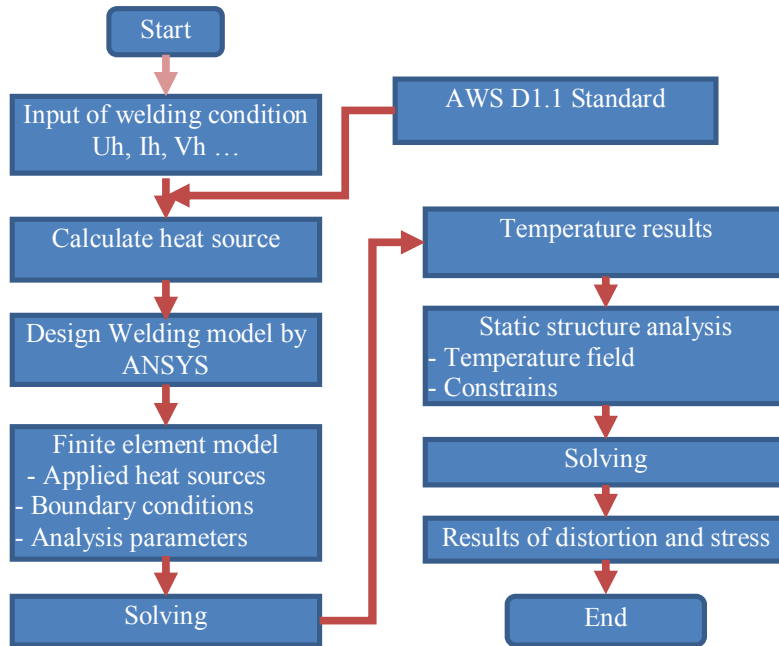 Start
Input of welding condition
Uh, Ih, Vh …
AWS D1.1 Standard
Calculate heat source
Design Welding model by
ANSYS
Finite element model
- Applied heat sources
- Boundary conditions
- Analysis parameters
Solving
Temperature results
Static structure analysis
- Temperature field
- Constrains
Solving
Results of distortion and stress
End